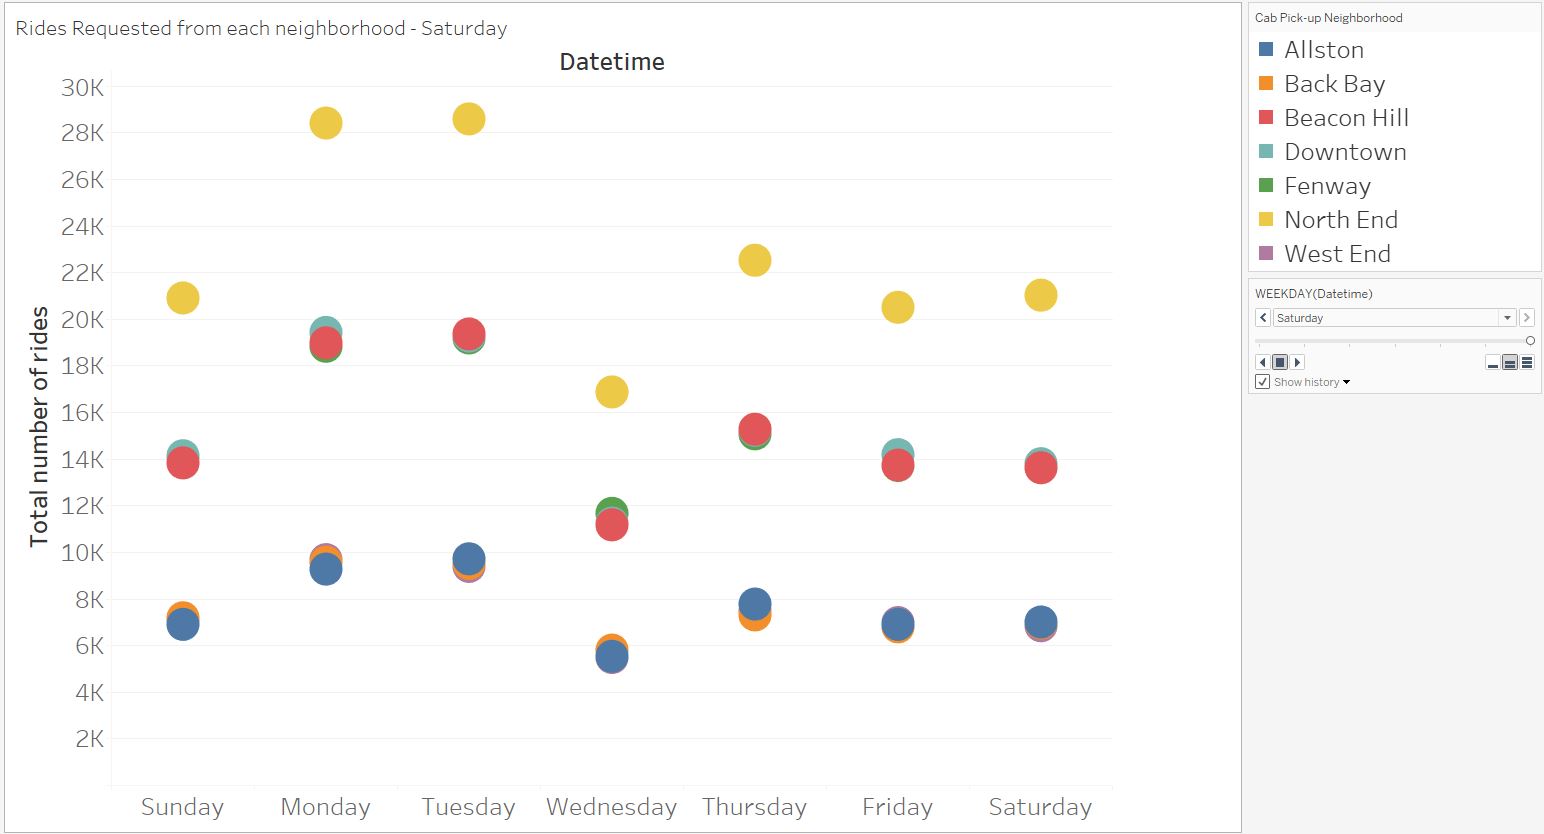 Rides Requested from each neighborhood - Saturday
Datetime
30K
28K
26K
24K
22K
20K
18K
16K
14K
12K
10K
8K
6K
4K
2K
Total number of rides
Sunday Monday Tuesday Wednesday Thursday Friday Saturday
Cab Pick-up Neighborhood
Allston
Back Bay
Beacon Hill
Downtown
Fenway
North End
West End
WEEKDAY(Datetime)
Saturday
Show history